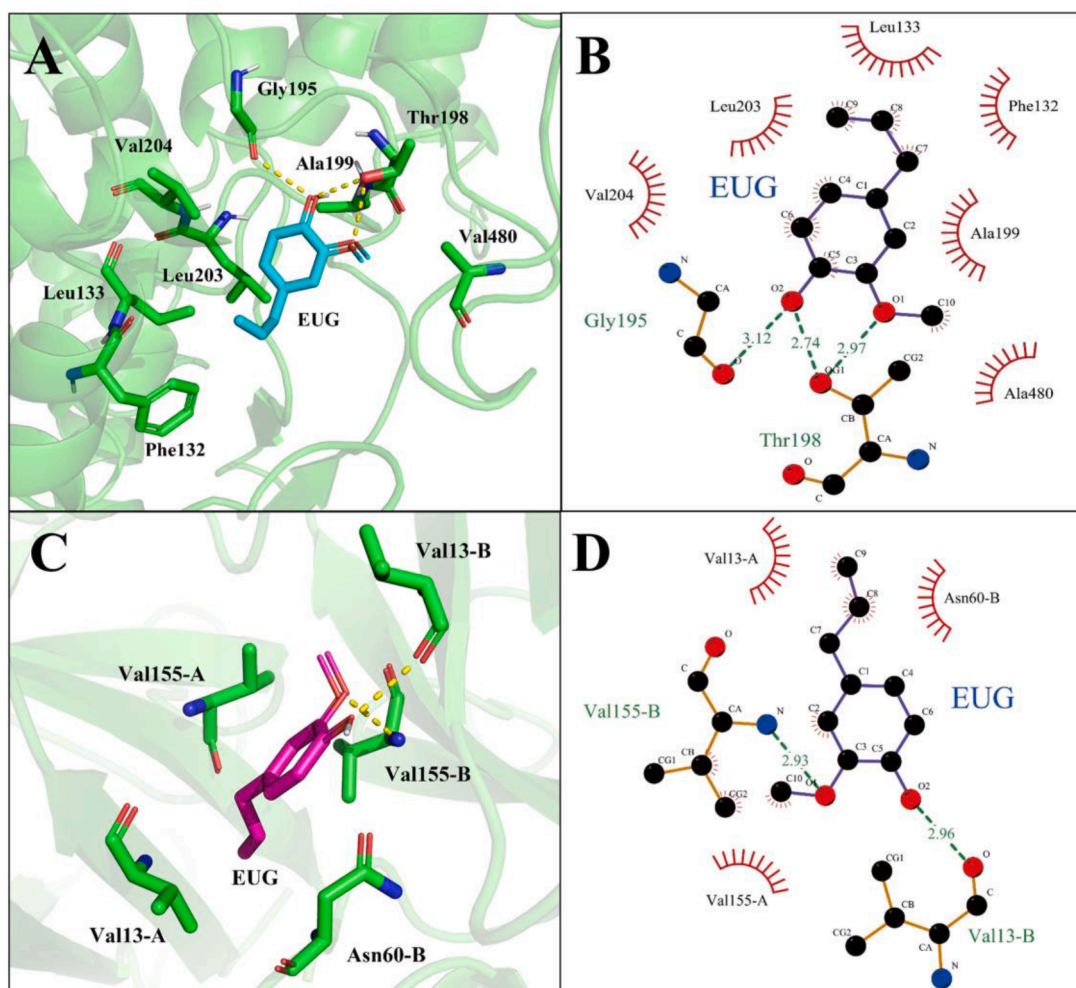 A
Gly195
Thr198
Val204
Ala199
Val480
Leu203
Leu133
EUG
Phe132
B
Leu133
C9
C8
Phe132
Leu203
C7
EUG
C4
C1
Val204
C6
C2
Ala199
C5
C3
N
CA
O2
O1
C10
Gly195
3.12
2.74
2.97
C
O
CG2
OG1
Ala480
CB
Thr198
CA
O
N
C
C
Val13-B
Val155-A
Val155-B
EUG
Val13-A
Asn60-B
D
Val13-A
C9
Asn60-B
C8
O
C7
C
C1
C4
EUG
Val155-B
CA
N
C2
C6
C3
C5
CG1
2.93
C10
O2
CG2
2.96
CG1
O
Val155-A
CB
C
CG2
CA
Val13-B
N